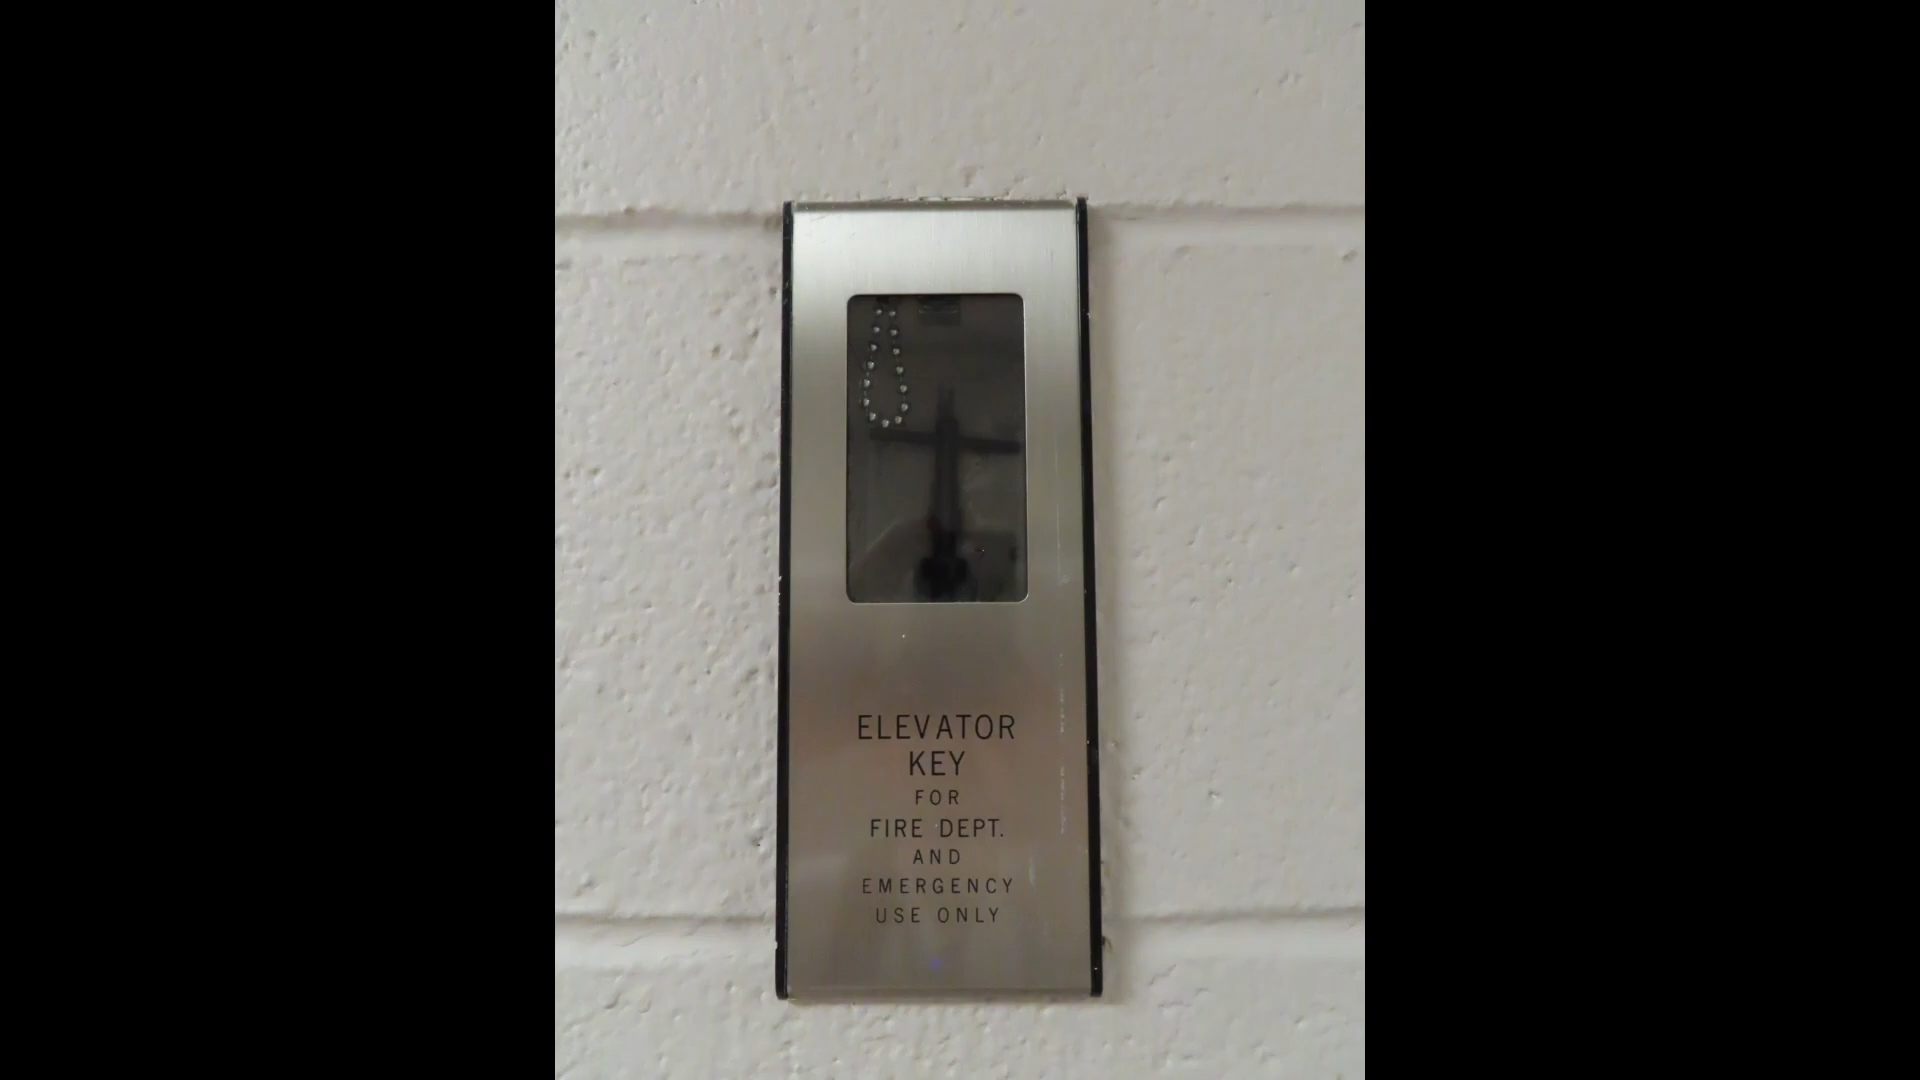 ELEVATOR
KEY
FOR
FIRE DEPT.
AND
EMERGENCY
USE ONLY